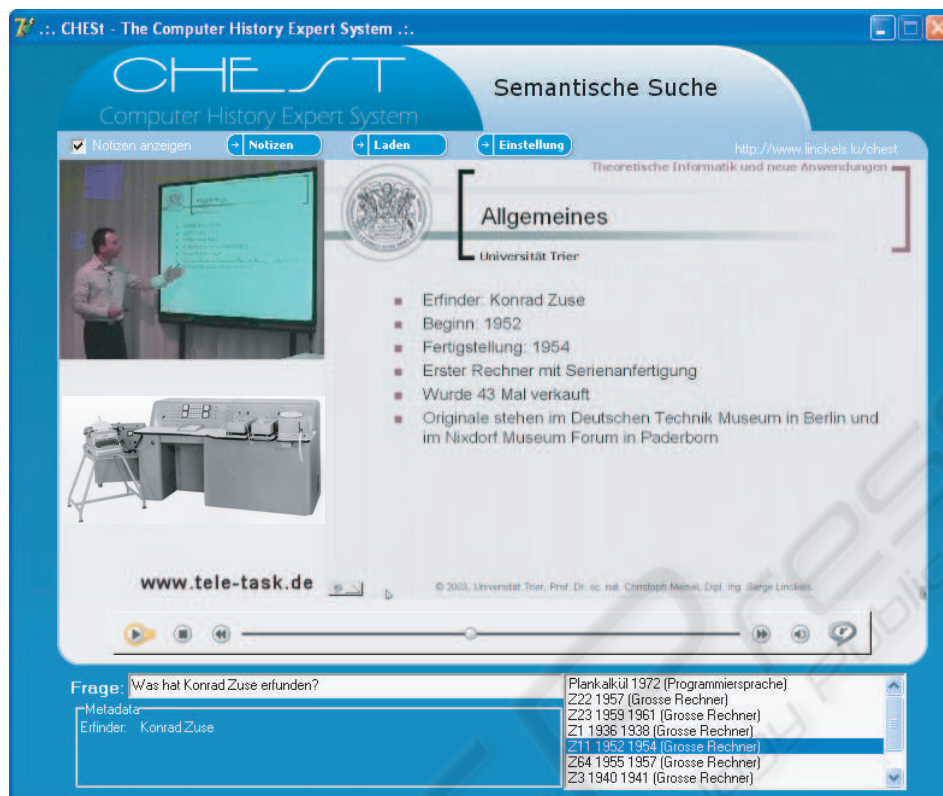 .:. CHESt - The Computer History Expert System .:.
CHEST
Computer History Expert System
Semantische Suche
Notizen anzeigen
Notizen
Laden
Einstellung
http://www.linckels.lu/chest
Theoretische Informatik und neue Anwendungen
Allgemeines
Universität Trier
Erfinder: Konrad Zuse
Beginn: 1952
Fertigstellung: 1954
Erster Rechner mit Serienanfertigung
Wurde 43 Mal verkauft
Originale stehen im Deutschen Technik Museum in Berlin und
im Nixdorf Museum Forum in Paderborn
www.tele-task.de
© 2003, Universität Trier, Prof. Dr. sc. nat. Christoph Meinel, Dipl. Ing. Serge Linckels
Frage: Was hat Konrad Zuse erfunden?
Metadata
Erfinder: Konrad Zuse
Plankalkül 1972 (Programmiersprache)
Z22 1957 (Grosse Rechner)
Z23 1959 1961 (Grosse Rechner)
Z1 1936 1938 (Grosse Rechner)
Z11 1952 1954 (Grosse Rechner)
Z64 1955 1957 (Grosse Rechner)
Z3 1940 1941 (Grosse Rechner)